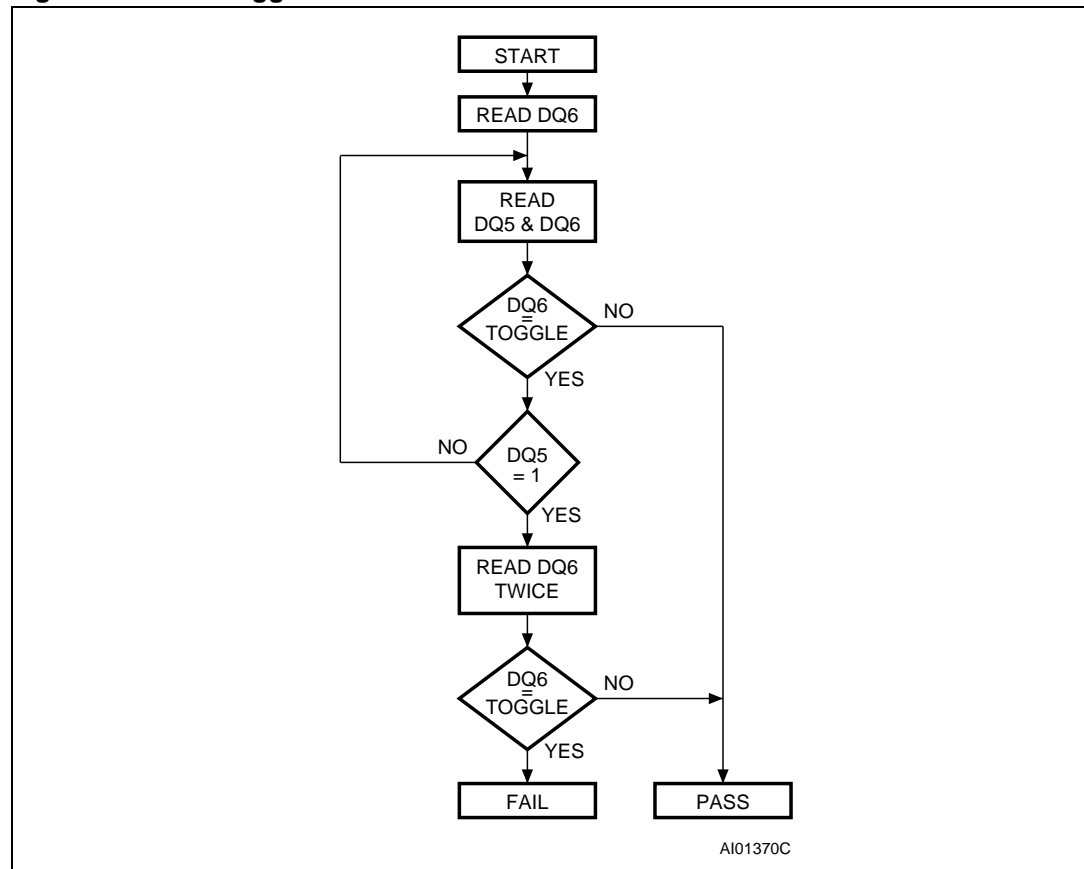 START
READ DQ6
READ
DQ5 & DQ6
DQ6
=
TOGGLE
NO
YES
NO
DQ5
= 1
YES
READ DQ6
TWICE
DQ6
=
TOGGLE
NO
YES
FAIL
PASS
AI01370C